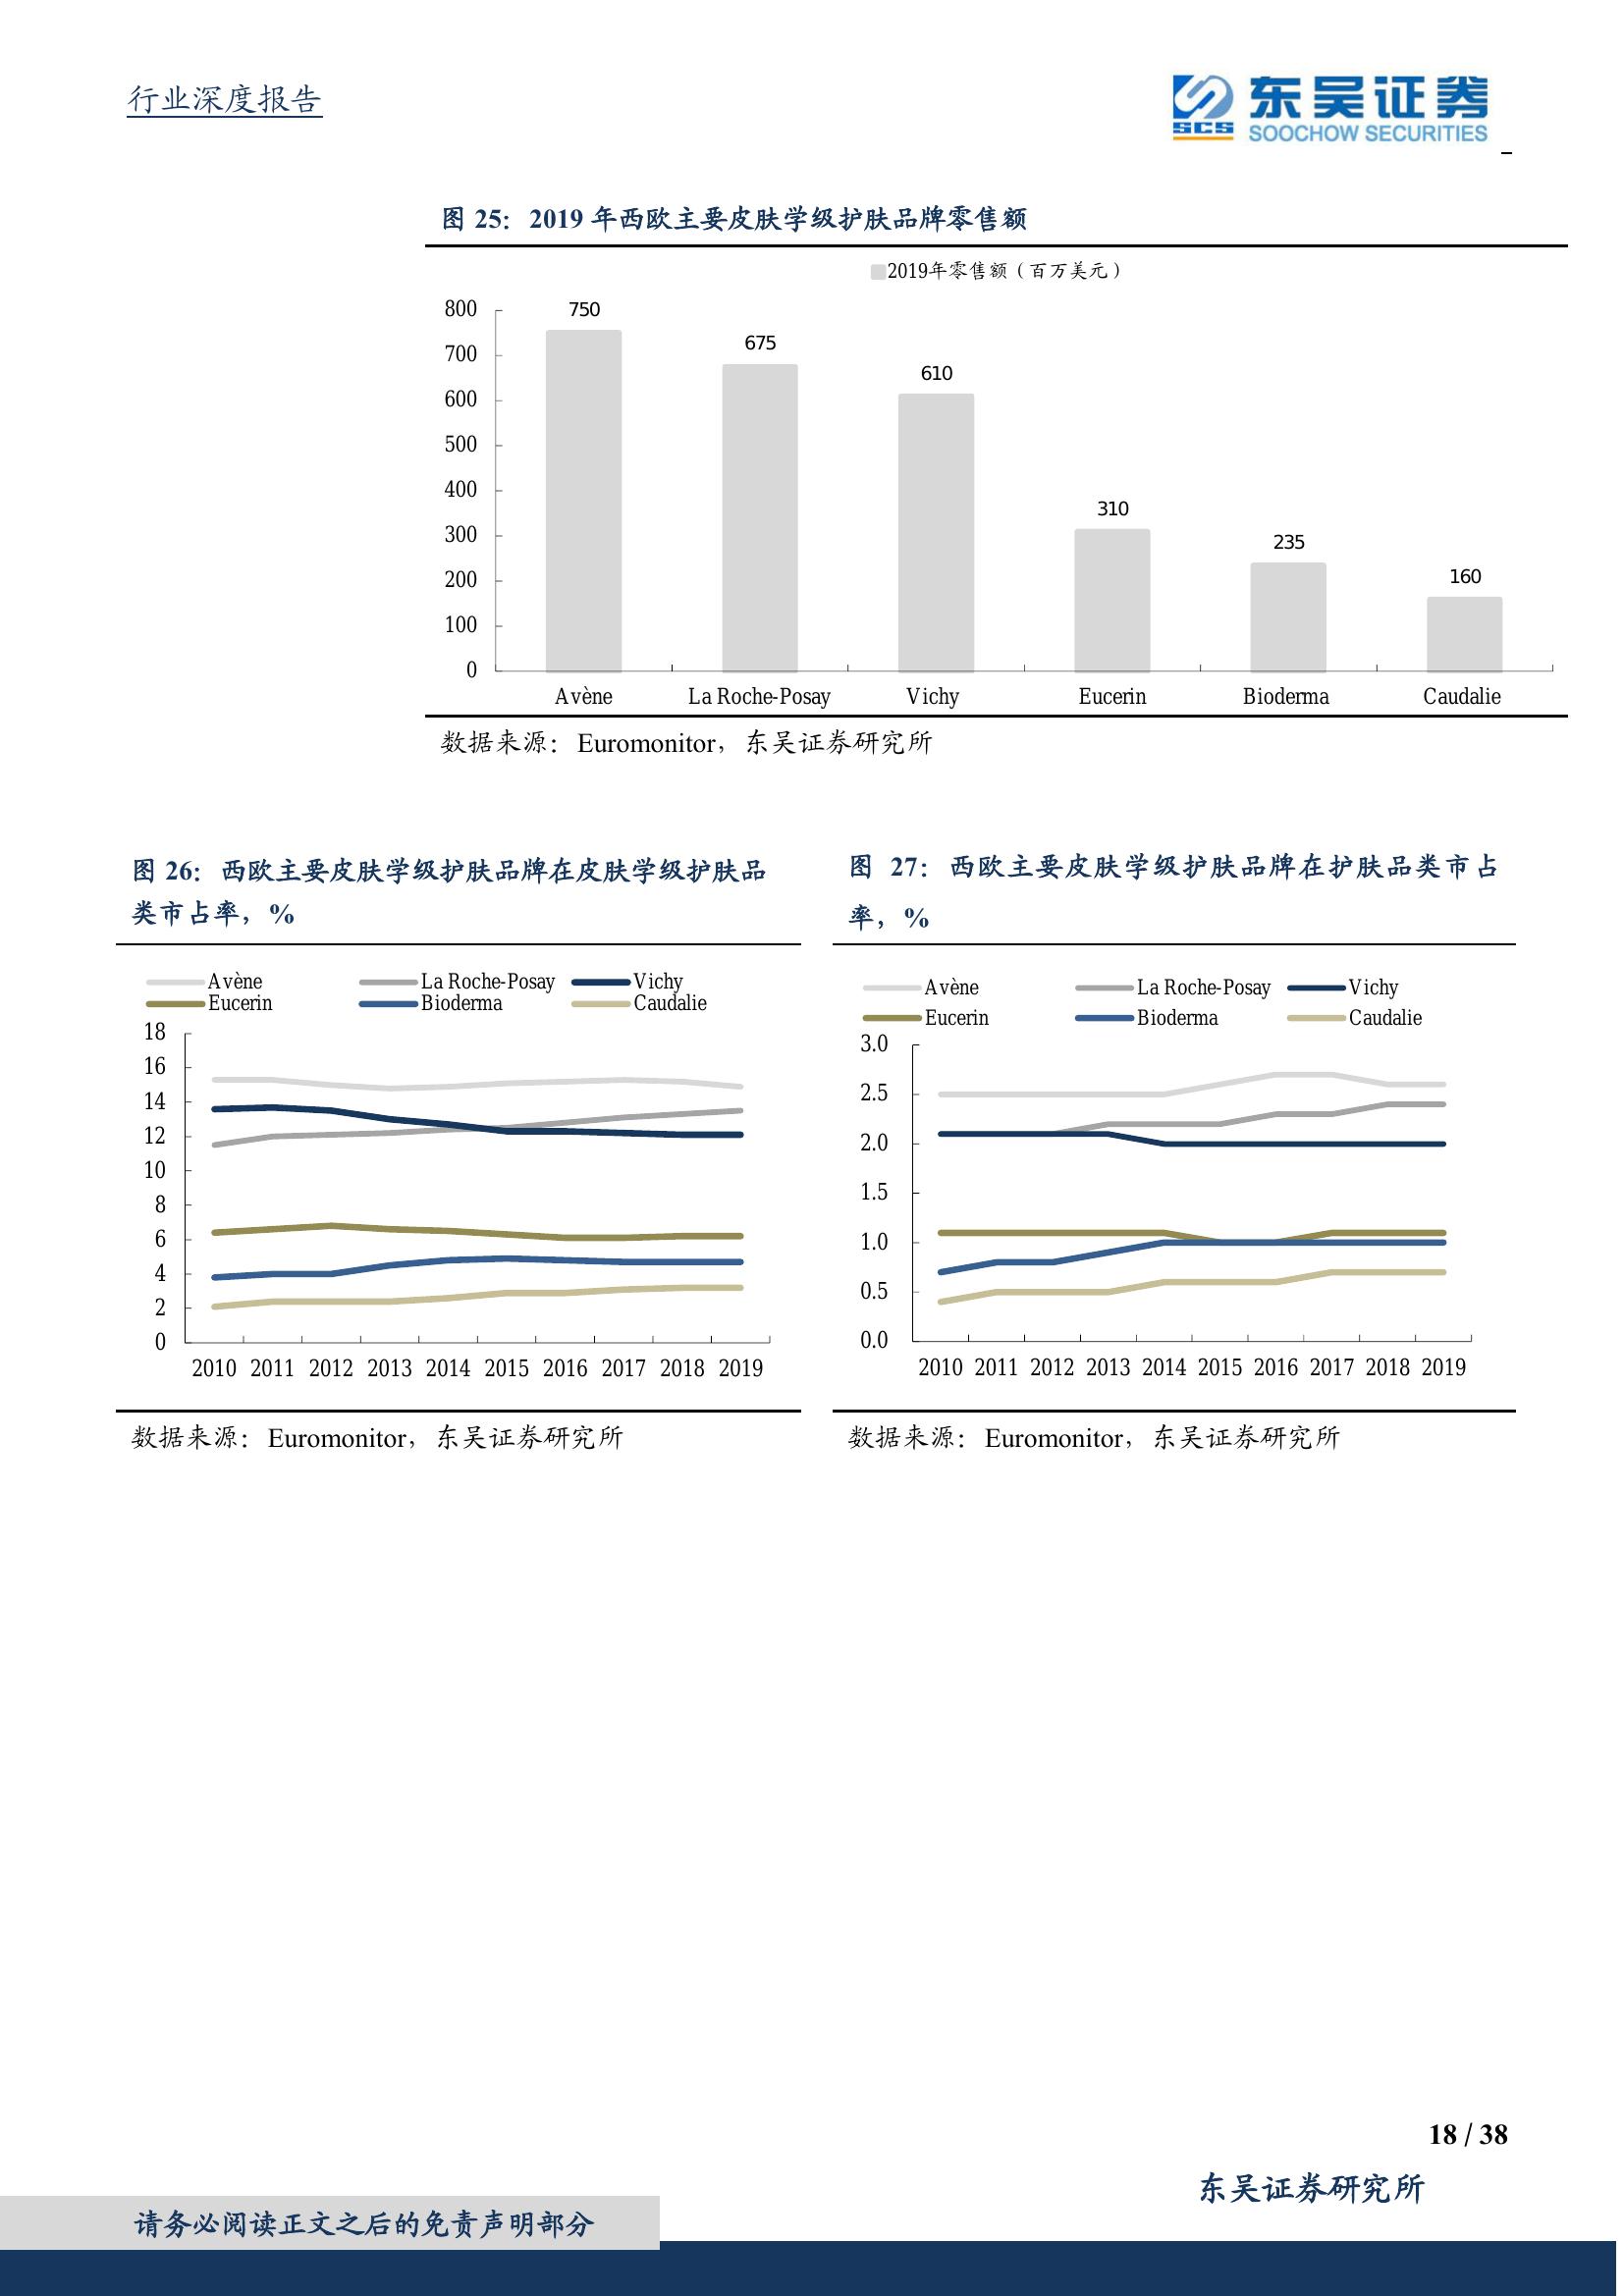 行业深度报告
SCS
东吴证券
SOOCHOW SECURITIES
图 25：2019 年西欧主要皮肤学级护肤品牌零售额
2019年零售额（百万美元）
800
700
600
500
400
300
200
100
0
750
675
610
310
235
160
Avène La Roche-Posay Vichy Eucerin Bioderma Caudalie
数据来源：Euromonitor，东吴证券研究所
图 26：西欧主要皮肤学级护肤品牌在皮肤学级护肤品
类市占率，%
Avène La Roche-Posay Vichy
Eucerin Bioderma Caudalie
18
16
14
12
10
8
6
4
2
0
2010 2011 2012 2013 2014 2015 2016 2017 2018 2019
数据来源：Euromonitor，东吴证券研究所
图 27：西欧主要皮肤学级护肤品牌在护肤品类市占
率，%
Avène La Roche-Posay Vichy
Eucerin Bioderma Caudalie
3.0
2.5
2.0
1.5
1.0
0.5
0.0
2010 2011 2012 2013 2014 2015 2016 2017 2018 2019
数据来源：Euromonitor，东吴证券研究所
18 / 38
东吴证券研究所
请务必阅读正文之后的免责声明部分